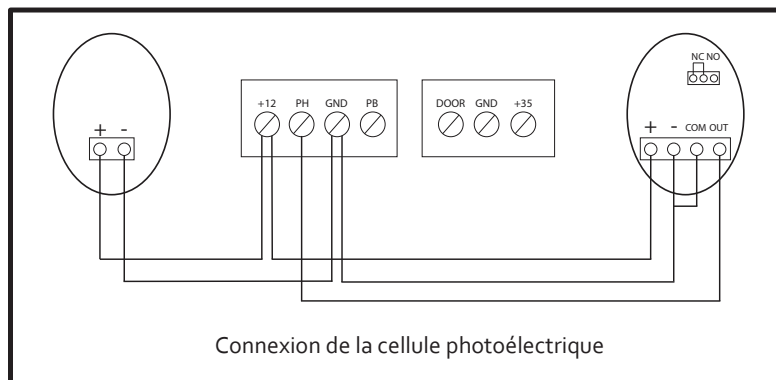 NC NO
+12 PH GND PB
DOOR GND +35
+ -
+ - COM OUT
Connexion de la cellule photoélectrique